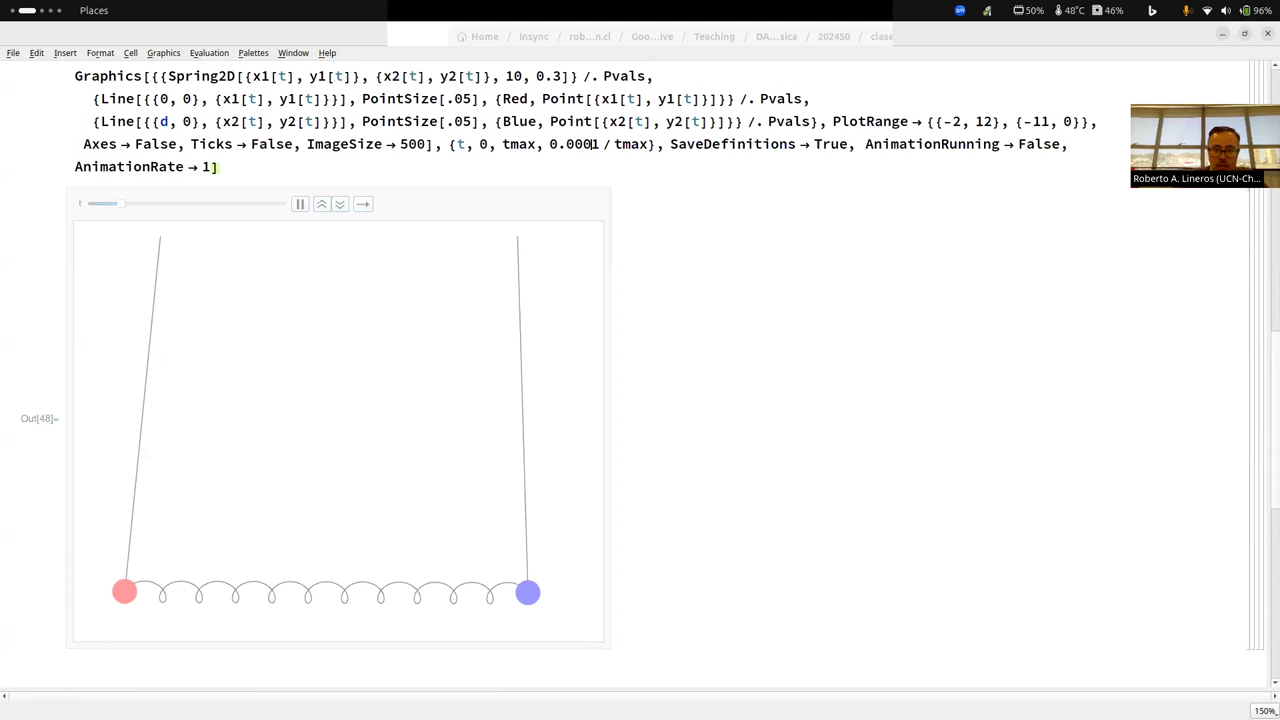 Places
50% 48°C 46% 96%
Home / Insync / rob...n.cl / Goo...ive / Teaching / DA...sica / 202450 / clase
File Edit Insert Format Cell Graphics Evaluation Palettes Window Help
Graphics[{{Spring2D[{x1[t], y1[t]}, {x2[t], y2[t]}, 10, 0.3]} /. Pvals,
{Line[{{0, 0}, {x1[t], y1[t]}}], PointSize[.05], {Red, Point[{x1[t], y1[t]}]}} /. Pvals,
{Line[{{d, 0}, {x2[t], y2[t]}}], PointSize[.05], {Blue, Point[{x2[t], y2[t]}]}} /. Pvals}, PlotRange → {{-2, 12}, {-11, 0}},
Axes → False, Ticks → False, ImageSize → 500], {t, 0, tmax, 0.0001 / tmax}, SaveDefinitions → True, AnimationRunning → False,
AnimationRate → 1]
Roberto A. Lineros (UCN-Ch...
t
Out[48]=
150%